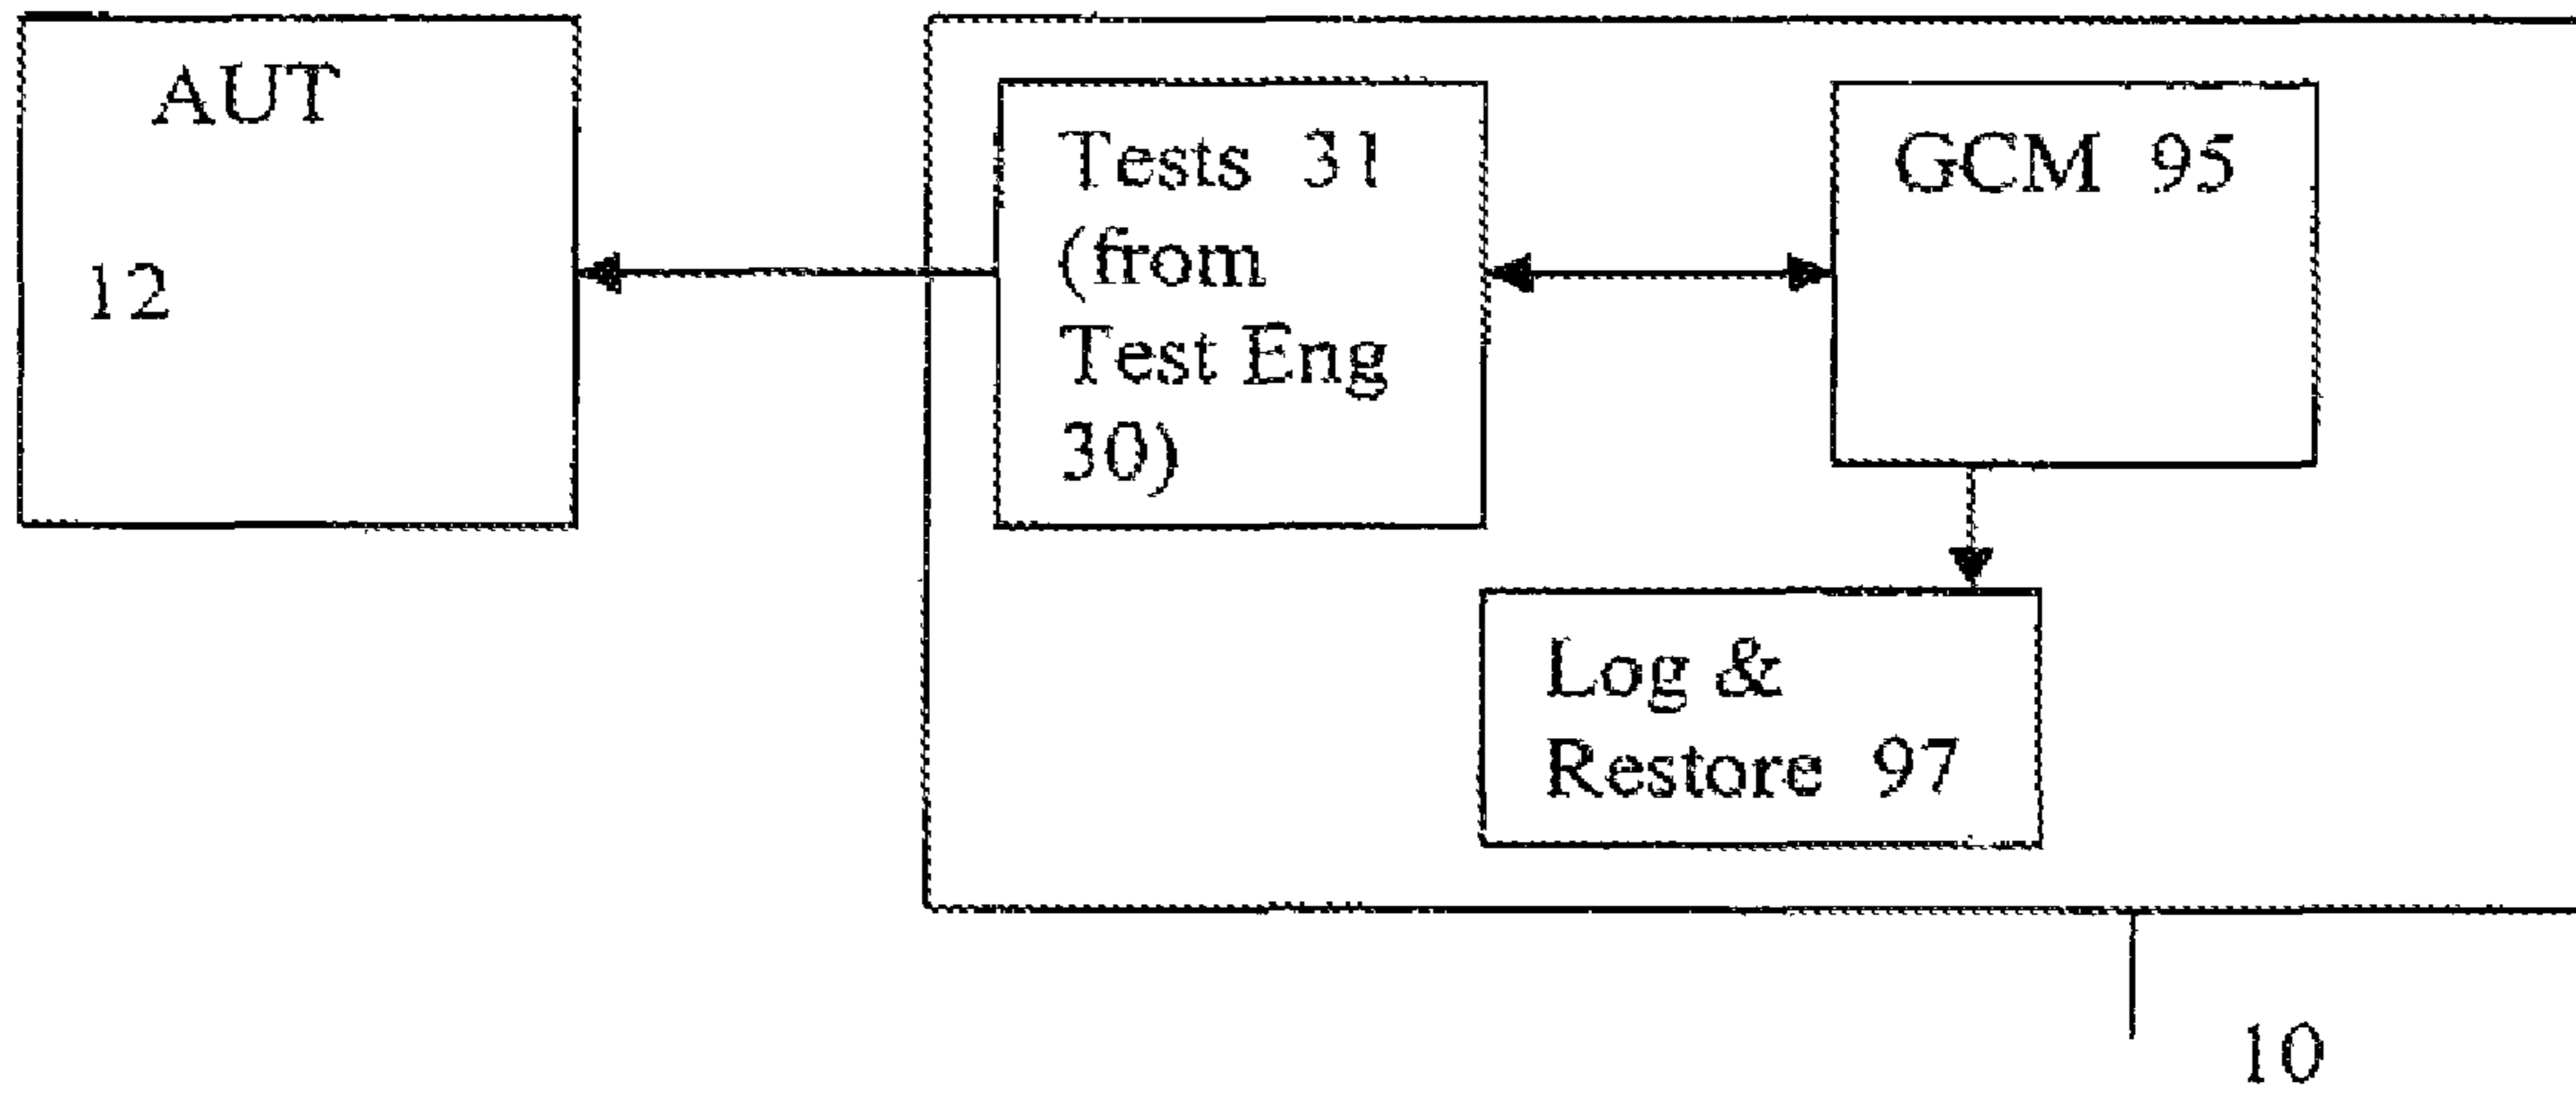 AUT
12
Tests 31
(from
Test Eng
30)
GCM 95
Log &
Restore 97
10